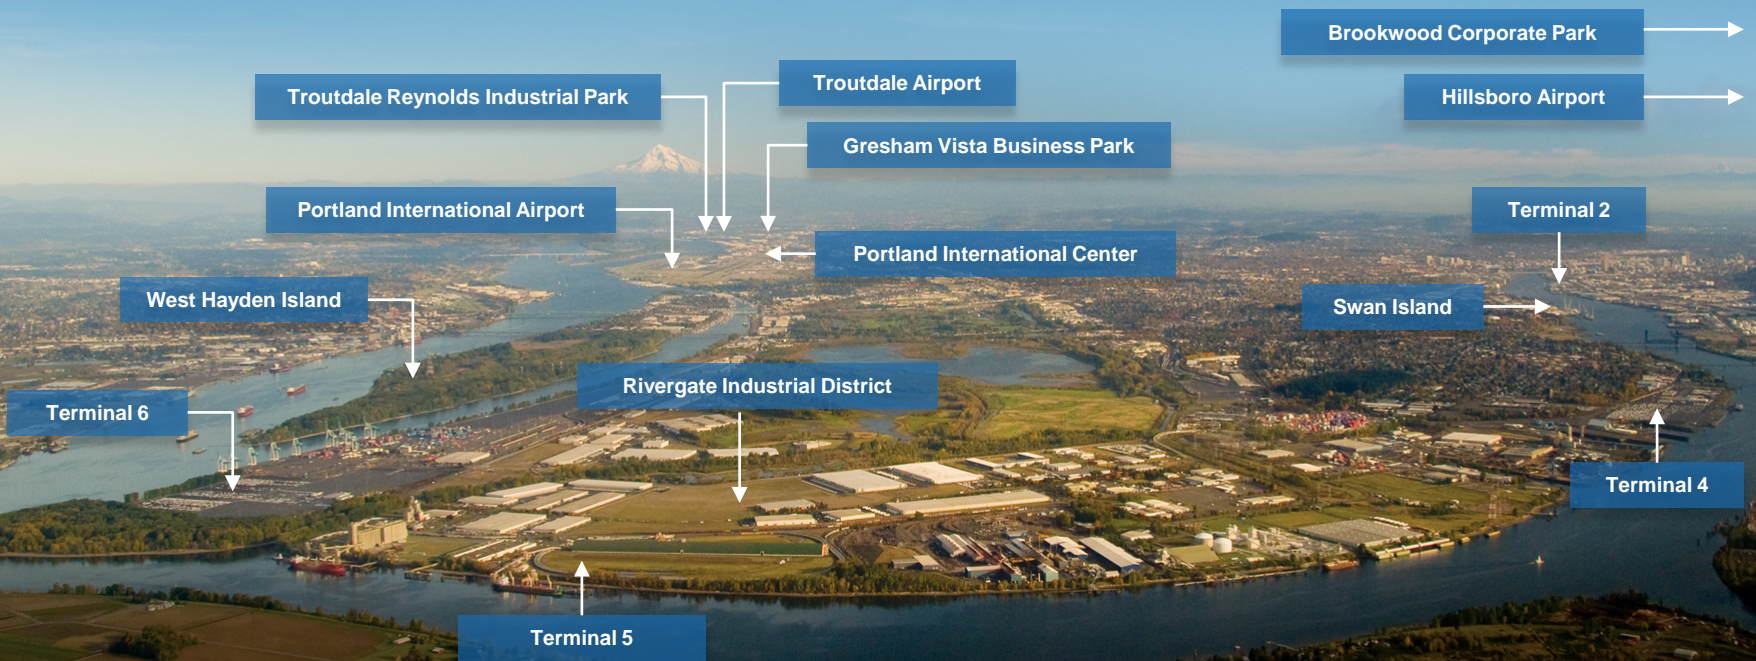 Brookwood Corporate Park
Troutdale Airport
Troutdale Reynolds Industrial Park
Hillsboro Airport
Gresham Vista Business Park
Portland International Airport
Terminal 2
Portland International Center
West Hayden Island
Swan Island
Rivergate Industrial District
Terminal 6
Terminal 4
Terminal 5